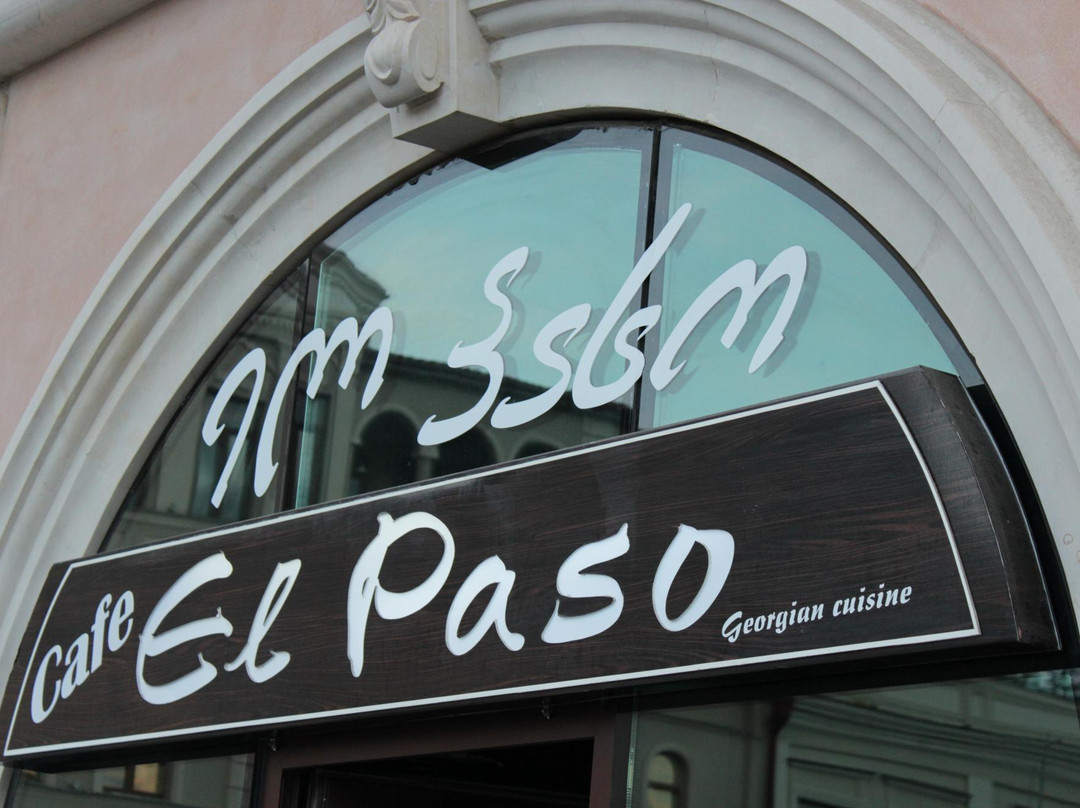 ელ პასო
Cafe El Paso
Georgian cuisine